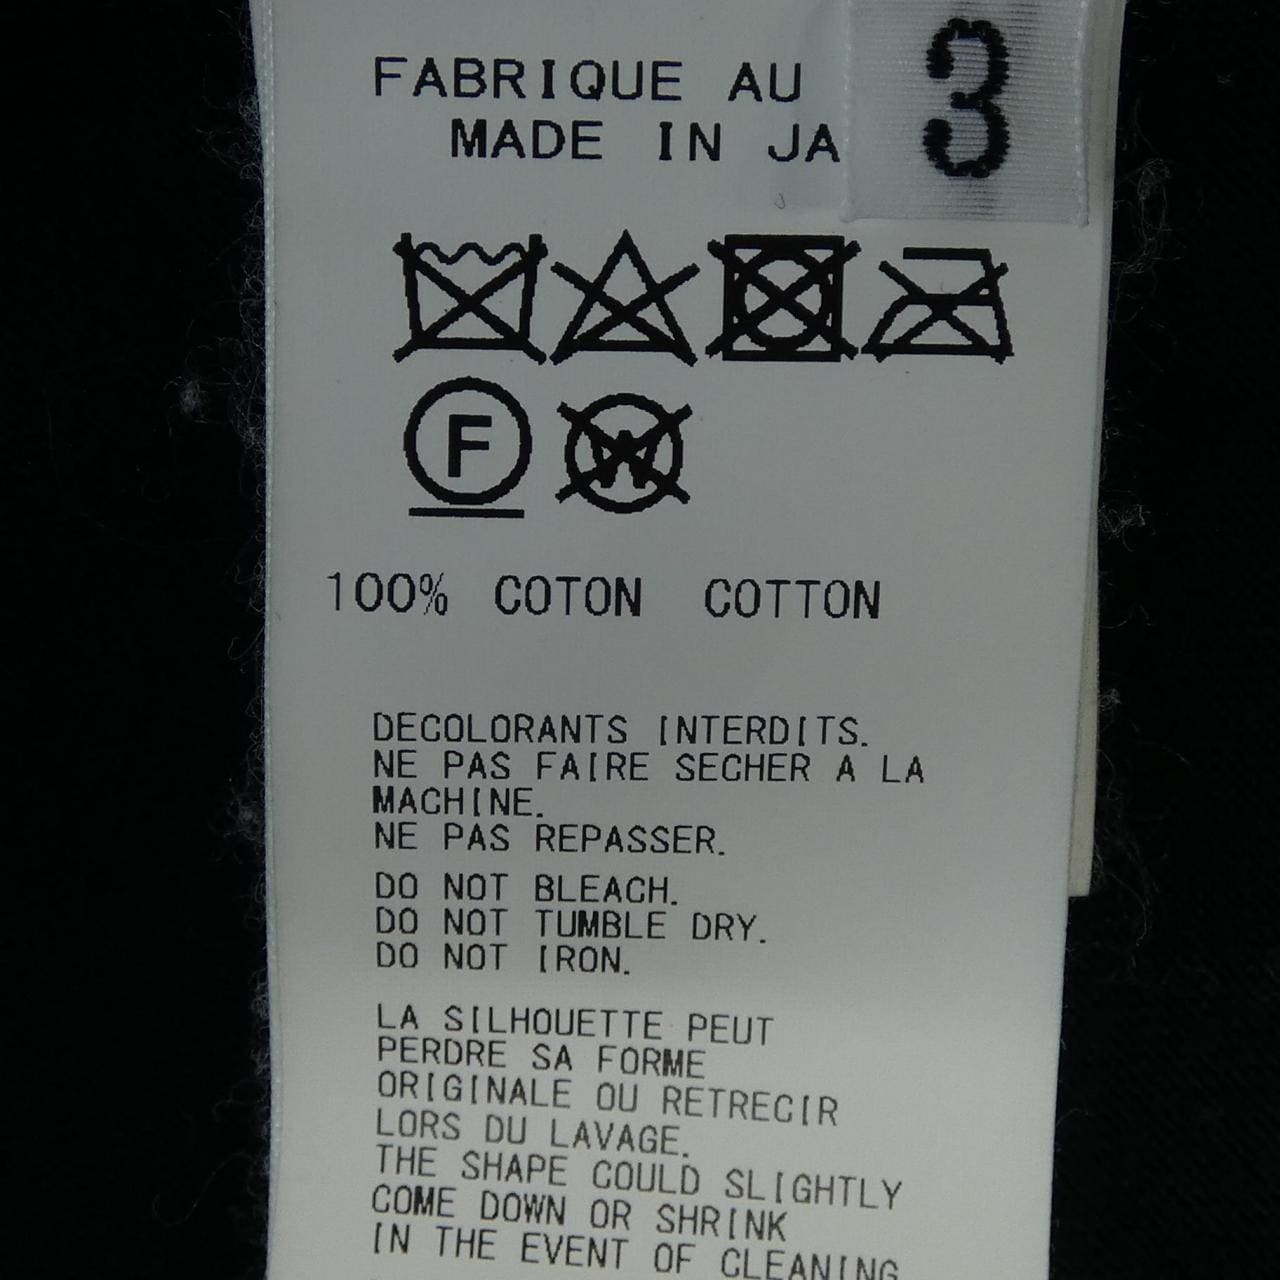 FABRIQUE AU
3
MADE IN JA
F
W
100% COTON COTTON
DECOLORANTS INTERDITS.
NE PAS FAIRE SECHER A LA
MACHINE.
NE PAS REPASSER.
DO NOT BLEACH.
DO NOT TUMBLE DRY.
DO NOT IRON.
LA SILHOUETTE PEUT
PERDRE SA FORME
ORIGINALE OU RETRECIR
LORS DU LAVAGE.
THE SHAPE COULD SLIGHTLY
COME DOWN OR SHRINK
IN THE EVENT OF CLEANING